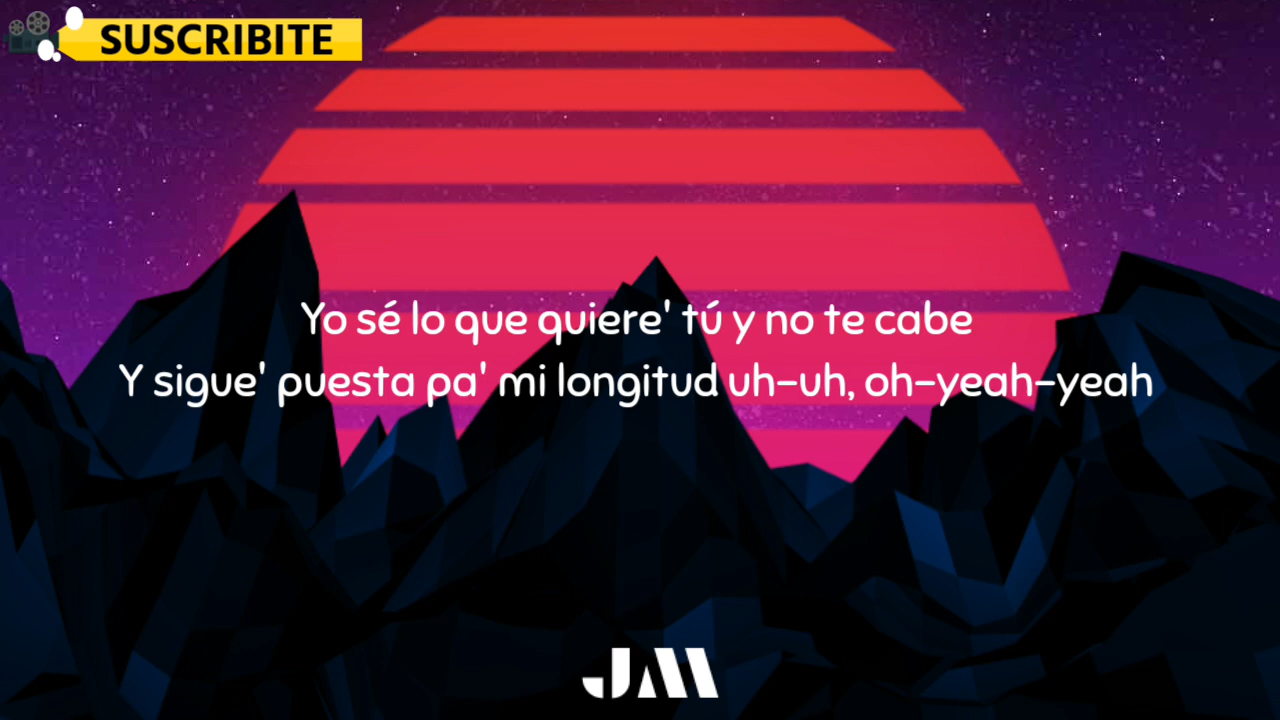 SUSCRIBITE
Yo sé lo que quiere' tú y no te cabe
Y sigue' puesta pa' mi longitud uh-uh, oh-yeah-yeah
JM